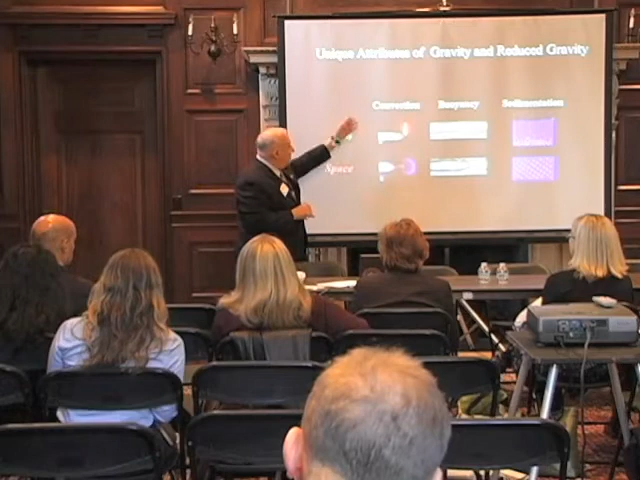 Unique Attributes of Gravity and Reduced Gravity
Convection Buoyancy Sedimentation
Space